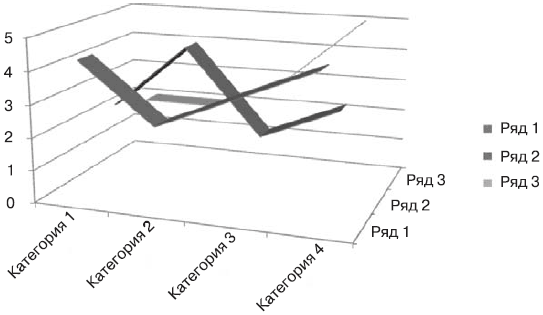 5
4
3
2
1
0
Категория 1
Категория 2
Категория 3
Категория 4
Ряд 3
Ряд 2
Ряд 1
Ряд 1
Ряд 2
Ряд 3